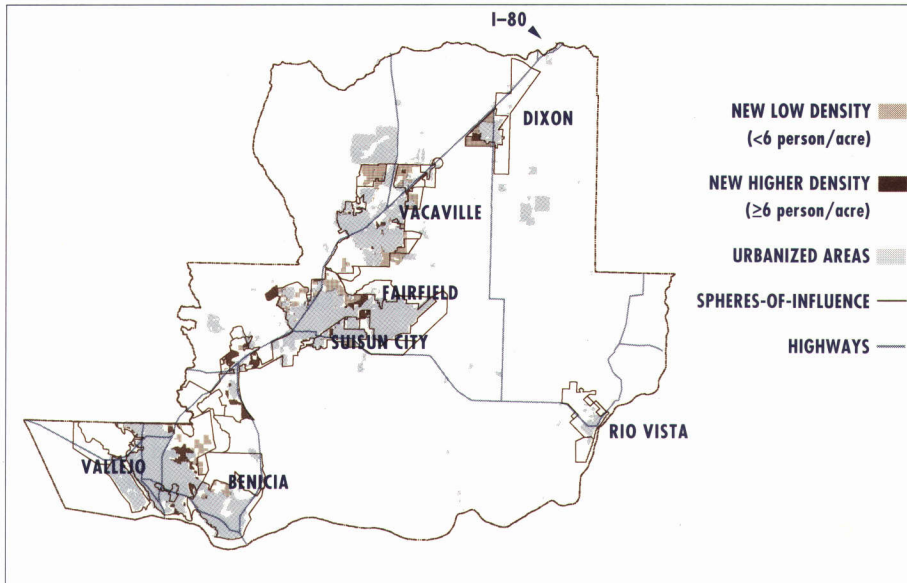 I–80
DIXON
VACAVILLE
FAIRFIELD
SUISUN CITY
RIO VISTA
VALLEJO
BENICIA
NEW LOW DENSITY
(<6 person/acre)
NEW HIGHER DENSITY
(≥6 person/acre)
URBANIZED AREAS
SPHERES-OF-INFLUENCE
HIGHWAYS